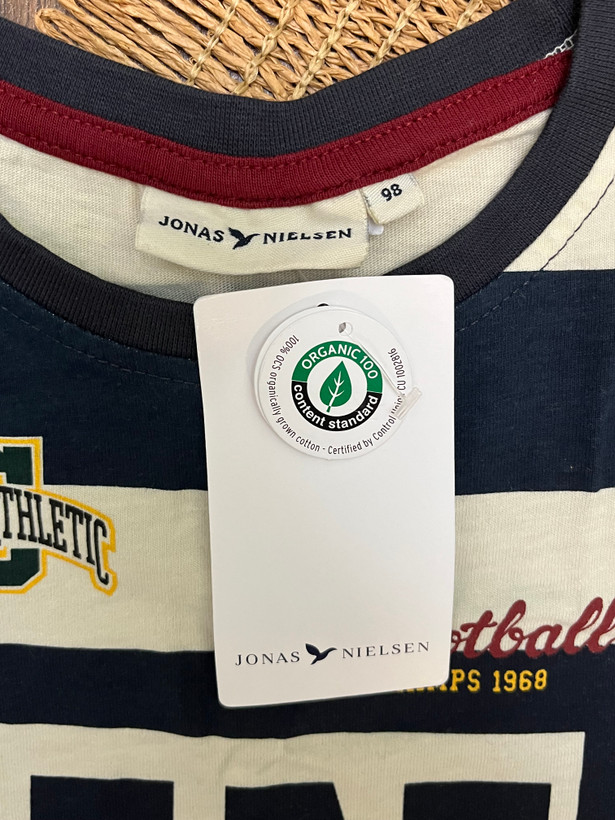 98
JONAS NIELSEN
ORGANIC 100
content standard
100% OCS organically grown cotton - Certified by Control Union CU 1002816
THLETIC
JONAS NIELSEN
otball
MPS 1968